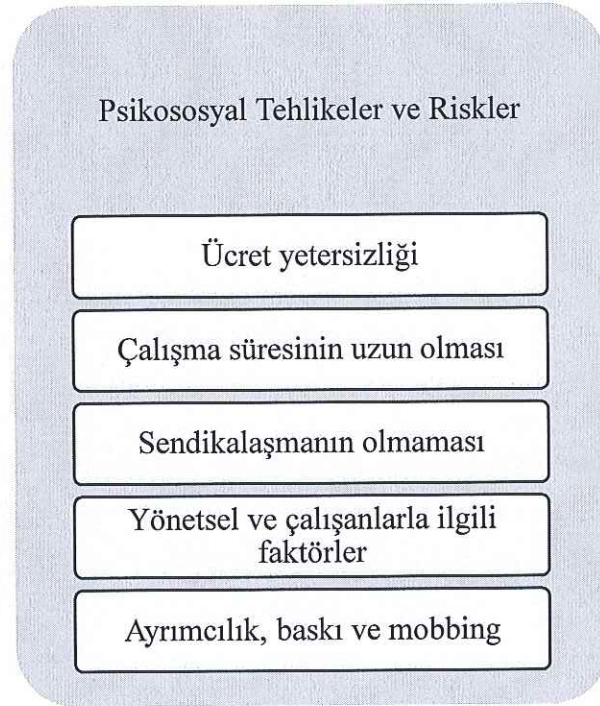 Psikososyal Tehlikeler ve Riskler
Ücret yetersizliği
Çalışma süresinin uzun olması
Sendikalaşmanın olmaması
Yönetsel ve çalışanlarla ilgili
faktörler
Ayrımcılık, baskı ve mobbing